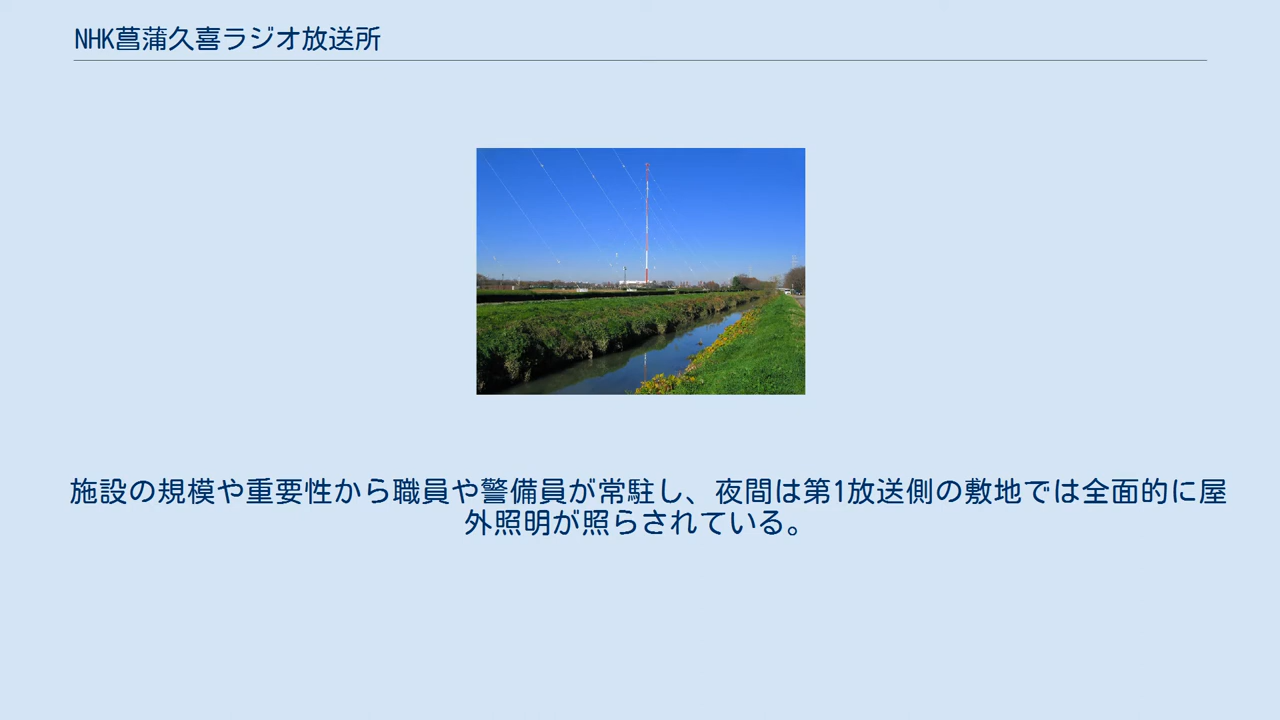 NHK菖蒲久喜ラジオ放送所
施設の規模や重要性から職員や警備員が常駐し、夜間は第1放送側の敷地では全面的に屋
外照明が照らされている。